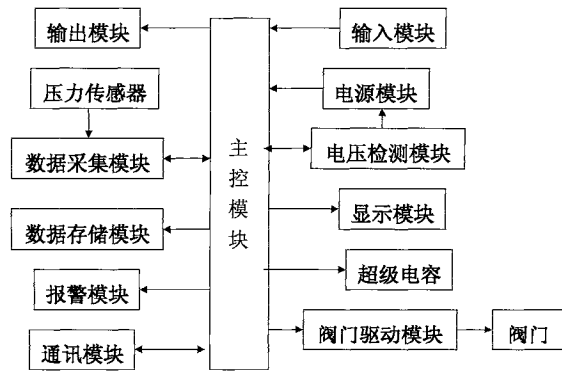 输出模块
输入模块
压力传感器
电源模块
数据采集模块
主控模块
电压检测模块
数据存储模块
显示模块
报警模块
超级电容
通讯模块
阀门驱动模块
阀门